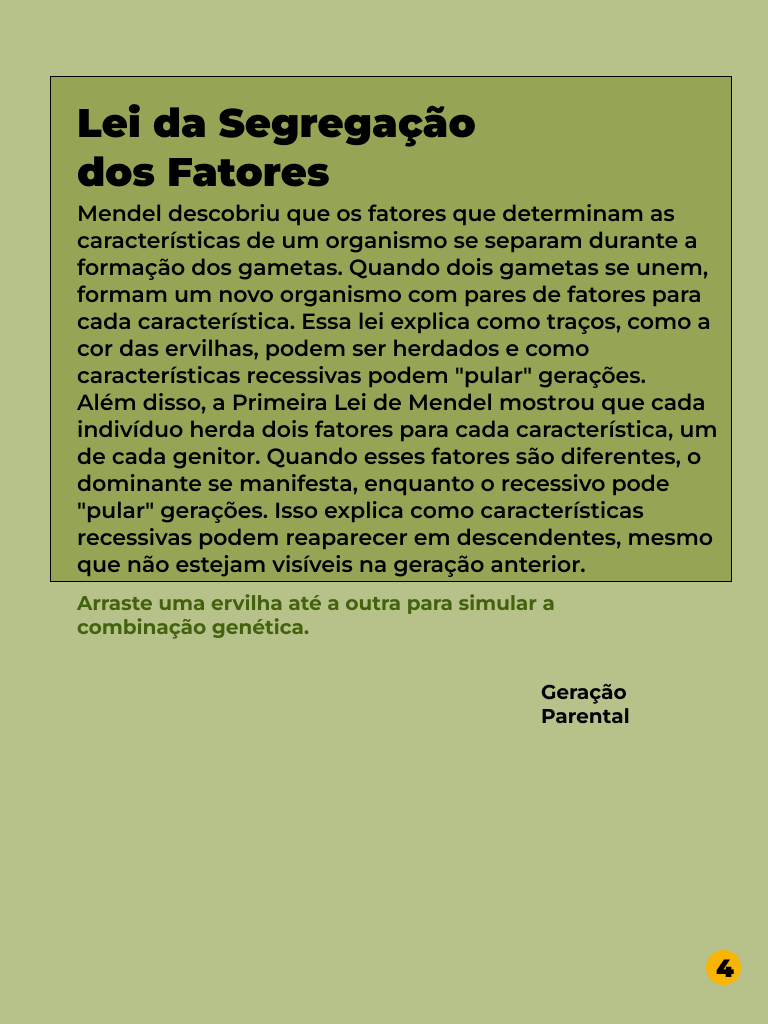 Lei da Segregação
dos Fatores
Mendel descobriu que os fatores que determinam as
características de um organismo se separam durante a
formação dos gametas. Quando dois gametas se unem,
formam um novo organismo com pares de fatores para
cada característica. Essa lei explica como traços, como a
cor das ervilhas, podem ser herdados e como
características recessivas podem "pular" gerações.
Além disso, a Primeira Lei de Mendel mostrou que cada
indivíduo herda dois fatores para cada característica, um
de cada genitor. Quando esses fatores são diferentes, o
dominante se manifesta, enquanto o recessivo pode
"pular" gerações. Isso explica como características
recessivas podem reaparecer em descendentes, mesmo
que não estejam visíveis na geração anterior.
Arraste uma ervilha até a outra para simular a
combinação genética.
Geração
Parental
4